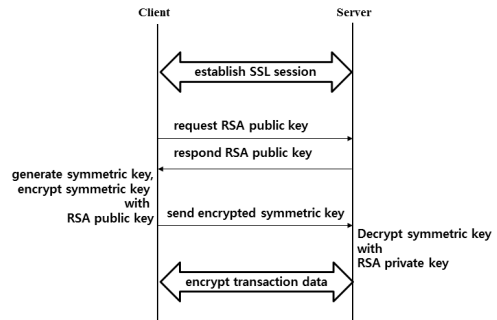 Client
Server
establish SSL session
request RSA public key
respond RSA public key
generate symmetric key,
encrypt symmetric key
with
RSA public key
send encrypted symmetric key
Decrypt symmetric key
with
RSA private key
encrypt transaction data